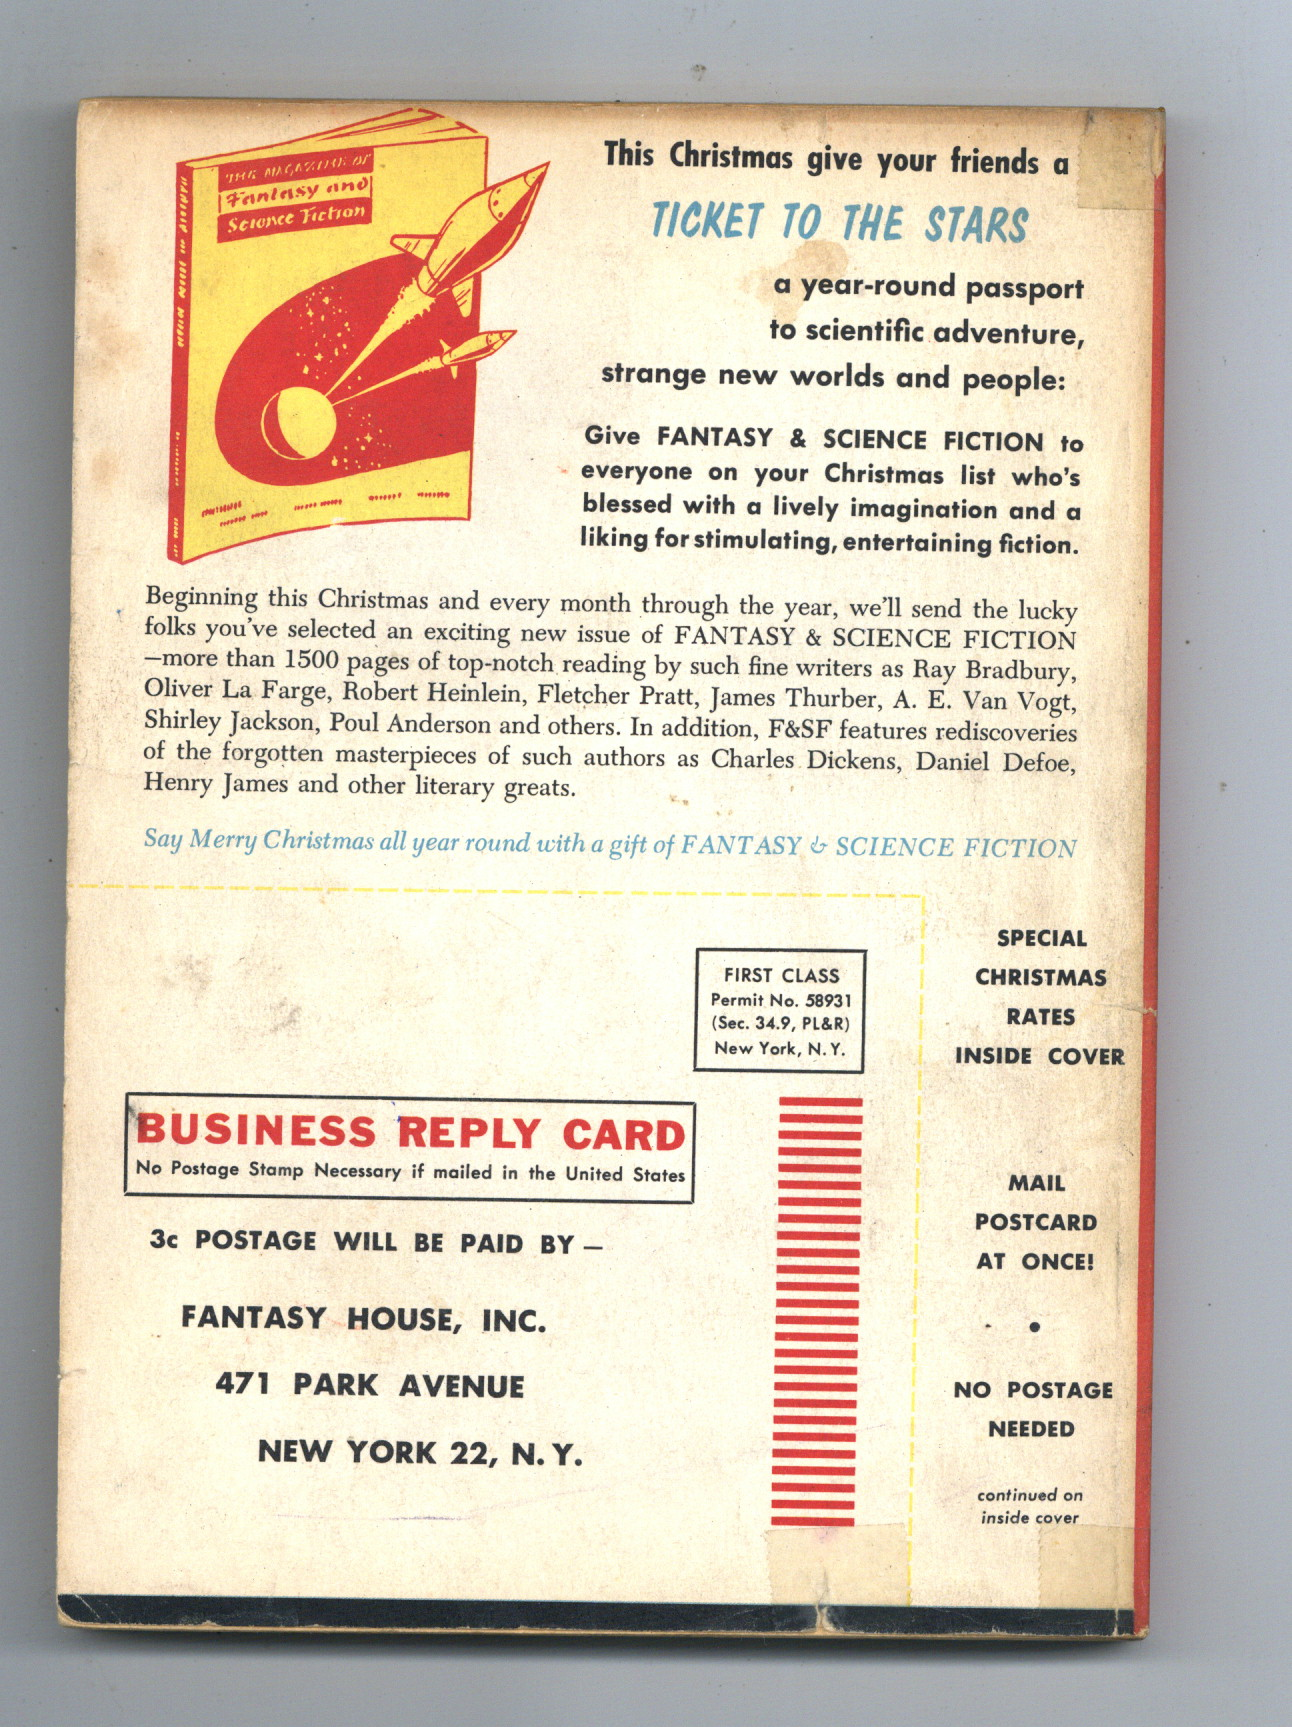 THE MAGAZINE OF
Fantasy and
Science Fiction
This Christmas give your friends a
TICKET TO THE STARS
a year-round passport
to scientific adventure,
strange new worlds and people:
Give FANTASY & SCIENCE FICTION to
everyone on your Christmas list who's
blessed with a lively imagination and a
liking for stimulating, entertaining fiction.
Beginning this Christmas and every month through the year, we'll send the lucky
folks you've selected an exciting new issue of FANTASY & SCIENCE FICTION
—more than 1500 pages of top-notch reading by such fine writers as Ray Bradbury,
Oliver La Farge, Robert Heinlein, Fletcher Pratt, James Thurber, A. E. Van Vogt,
Shirley Jackson, Poul Anderson and others. In addition, F&SF features rediscoveries
of the forgotten masterpieces of such authors as Charles Dickens, Daniel Defoe,
Henry James and other literary greats.
Say Merry Christmas all year round with a gift of FANTASY & SCIENCE FICTION
FIRST CLASS
Permit No. 58931
(Sec. 34.9, PL&R)
New York, N. Y.
BUSINESS REPLY CARD
No Postage Stamp Necessary if mailed in the United States
3c POSTAGE WILL BE PAID BY —
FANTASY HOUSE, INC.
471 PARK AVENUE
NEW YORK 22, N. Y.
SPECIAL
CHRISTMAS
RATES
INSIDE COVER
MAIL
POSTCARD
AT ONCE!
•
NO POSTAGE
NEEDED
continued on
inside cover